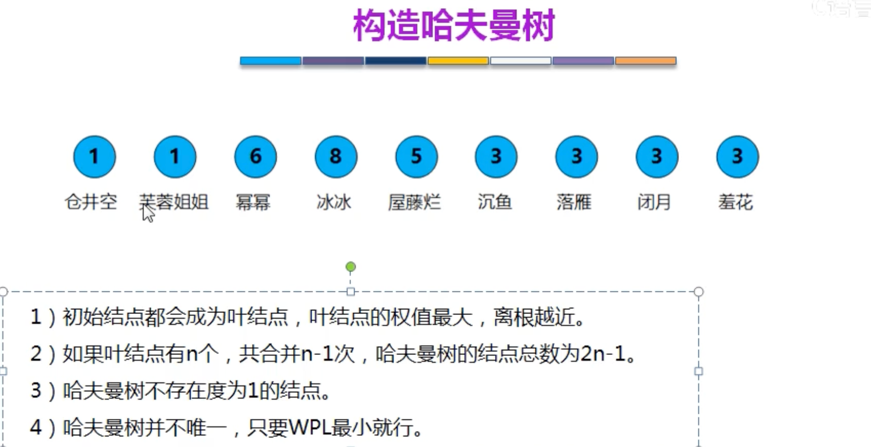 构造哈夫曼树
1 1 6 8 5 3 3 3 3
仓井空 芙蓉姐姐 幂幂 冰冰 屋藤烂 沉鱼 落雁 闭月 羞花
1）初始结点都会成为叶结点，叶结点的权值最大，离根越近。
2）如果叶结点有n个，共合并n-1次，哈夫曼树的结点总数为2n-1。
3）哈夫曼树不存在度为1的结点。
4）哈夫曼树并不唯一，只要WPL最小就行。